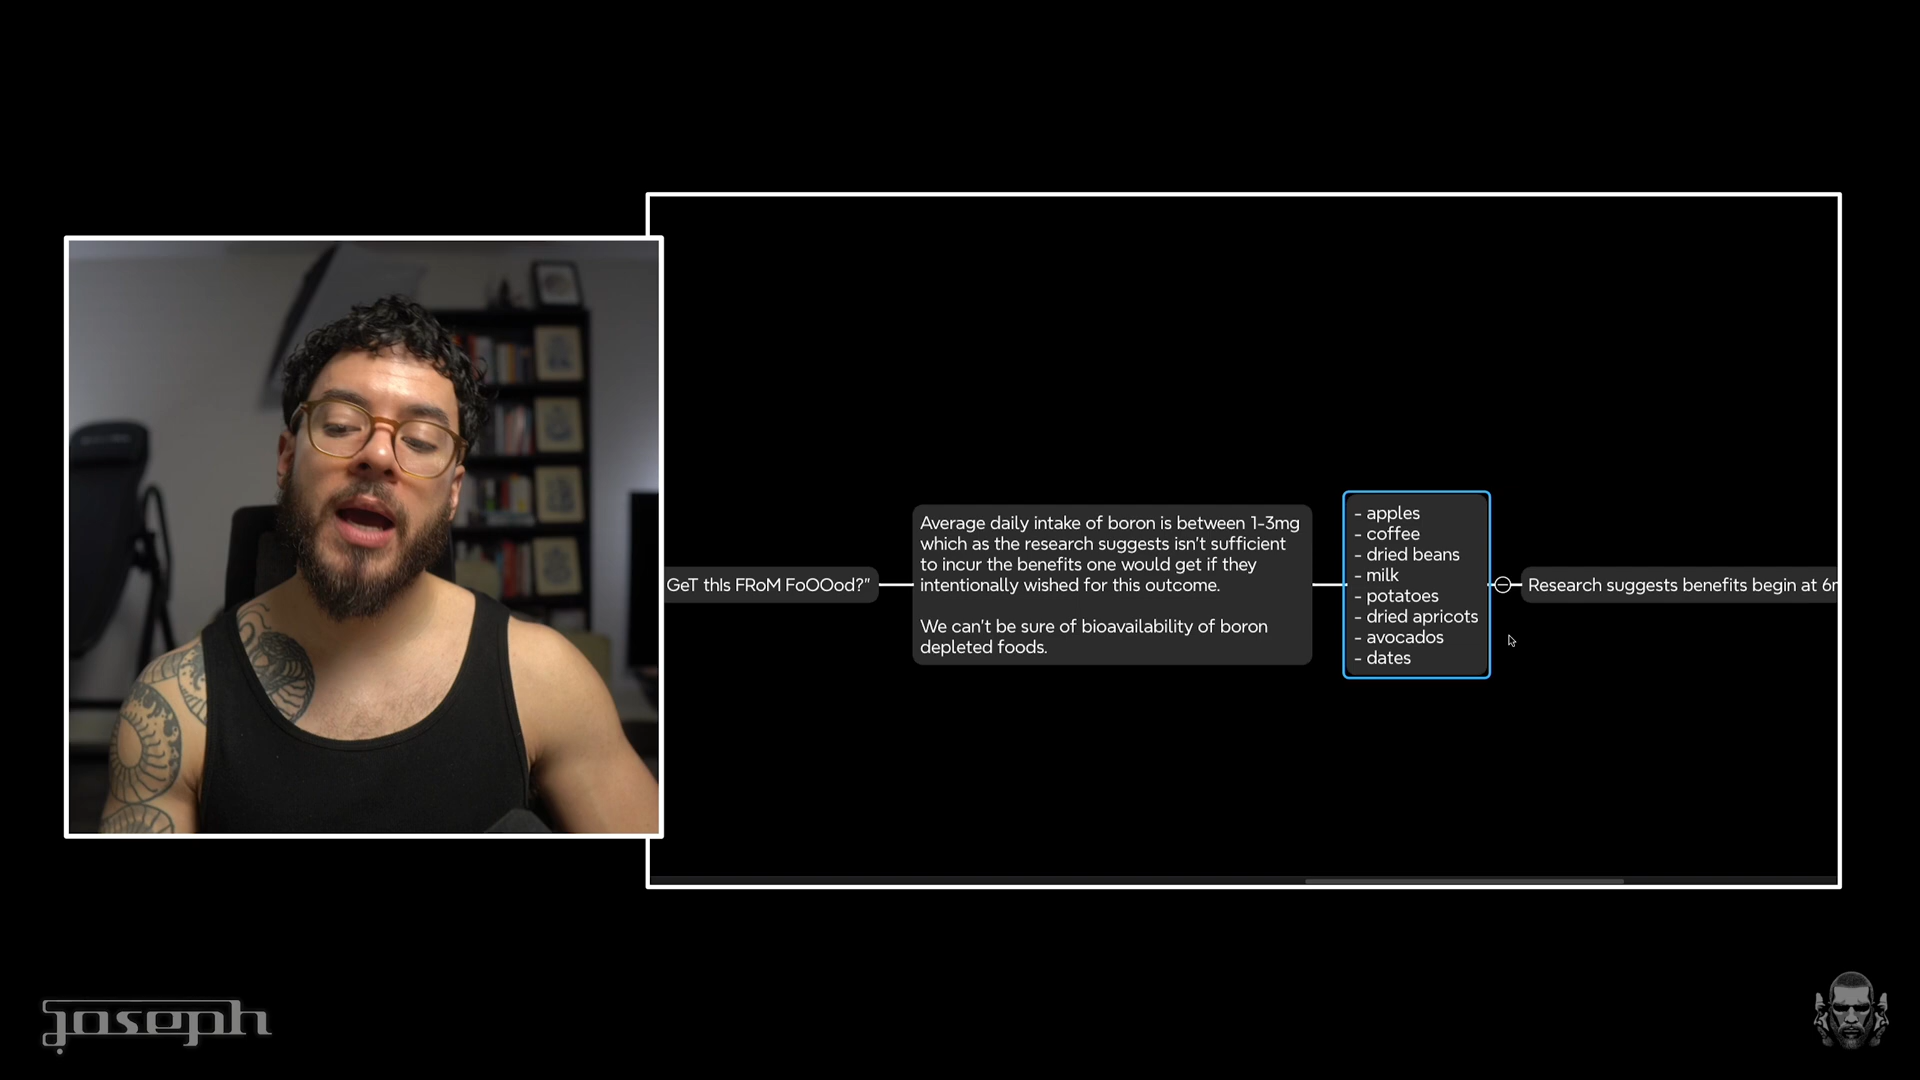 GeT thIs FRoM FoOOod?"
Average daily intake of boron is between 1-3mg
which as the research suggests isn't sufficient
to incur the benefits one would get if they
intentionally wished for this outcome.
We can't be sure of bioavailability of boron
depleted foods.
- apples
- coffee
- dried beans
- milk
- potatoes
- dried apricots
- avocados
- dates
Research suggests benefits begin at 6
joseph